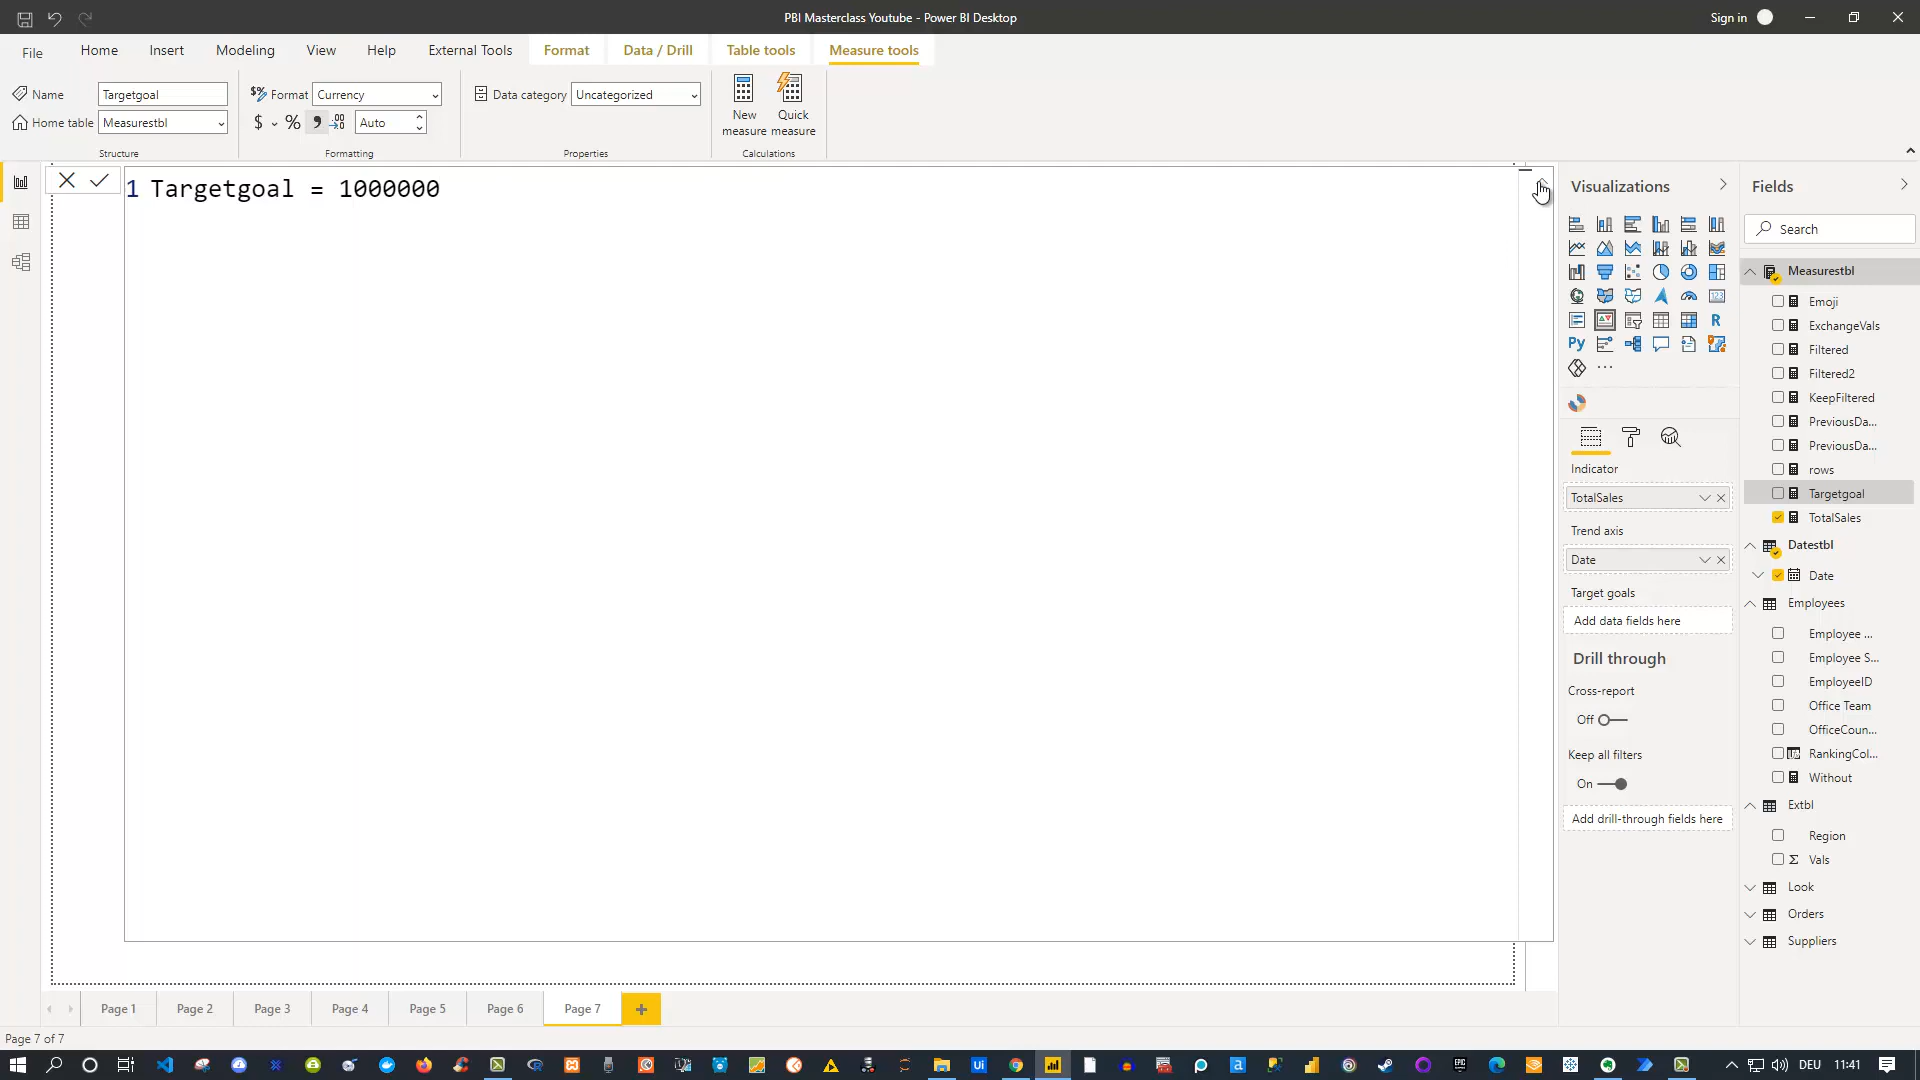 PBI Masterclass Youtube - Power BI Desktop
Sign in
File
Home
Insert
Modeling
View
Help
External Tools
Format
Data / Drill
Table tools
Measure tools
Name
Targetgoal
Home table
Measurestbl
Structure
Format
Currency
$
%
Auto
Formatting
Data category
Uncategorized
Properties
New
measure
Quick
measure
Calculations
1 Targetgoal = 1000000
Visualizations
R
Py
Indicator
TotalSales
Trend axis
Date
Target goals
Add data fields here
Drill through
Cross-report
Off
Keep all filters
On
Add drill-through fields here
Fields
Search
Measurestbl
Emoji
ExchangeVals
Filtered
Filtered2
KeepFiltered
PreviousDa...
PreviousDa...
rows
Targetgoal
TotalSales
Datestbl
Date
Employees
Employee ...
Employee S...
EmployeeID
Office Team
OfficeCoun...
RankingCol...
Without
Extbl
Region
Σ Vals
Look
Orders
Suppliers
Page 1
Page 2
Page 3
Page 4
Page 5
Page 6
Page 7
+
Page 7 of 7
DEU
11:41